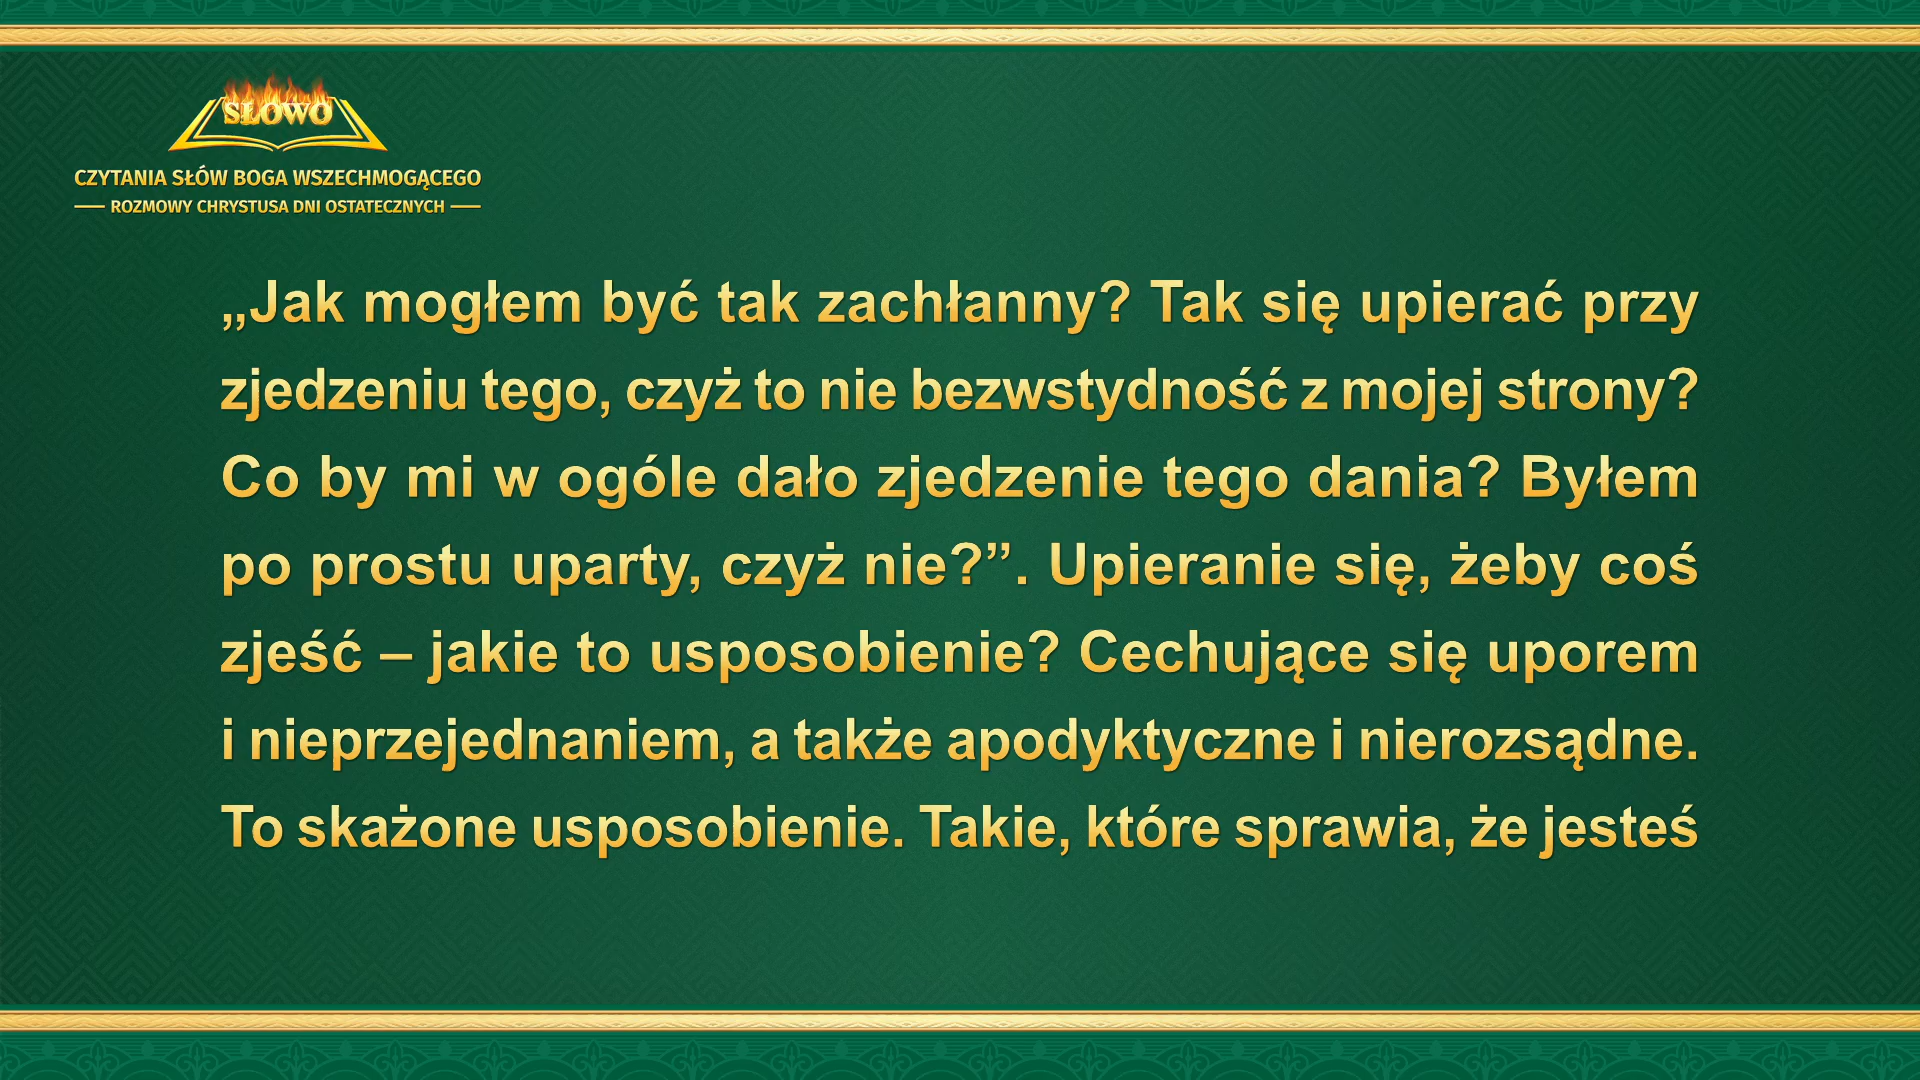 SŁOWO
CZYTANIA SŁÓW BOGA WSZECHMOGĄCEGO
ROZMOWY CHRYSTUSA DNI OSTATECZNYCH
„Jak mogłem być tak zachłanny? Tak się upierać przy
zjedzeniu tego, czyż to nie bezwstydność z mojej strony?
Co by mi w ogóle dało zjedzenie tego dania? Byłem
po prostu uparty, czyż nie?”. Upieranie się, żeby coś
zjeść – jakie to usposobienie? Cechujące się uporem
i nieprzejednaniem, a także apodyktyczne i nierozsądne.
To skażone usposobienie. Takie, które sprawia, że jesteś